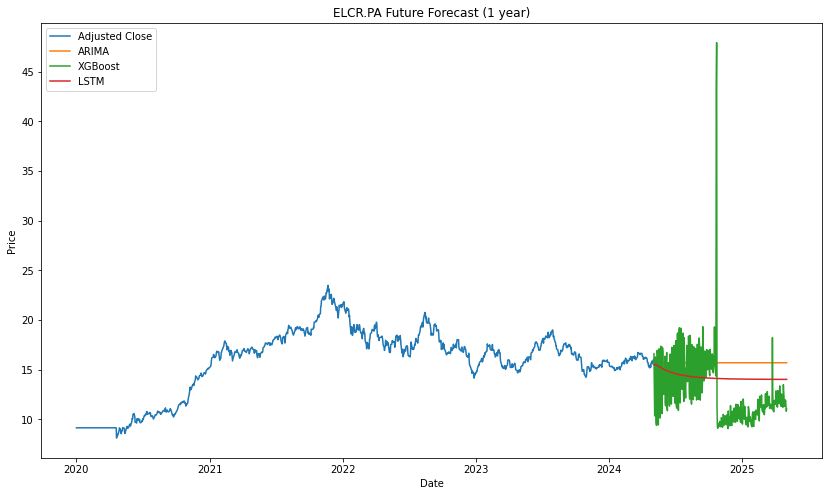 ELCR.PA Future Forecast (1 year)
Adjusted Close
ARIMA
XGBoost
LSTM
45
40
35
30
25
20
15
10
Price
2020 2021 2022 2023 2024 2025
Date